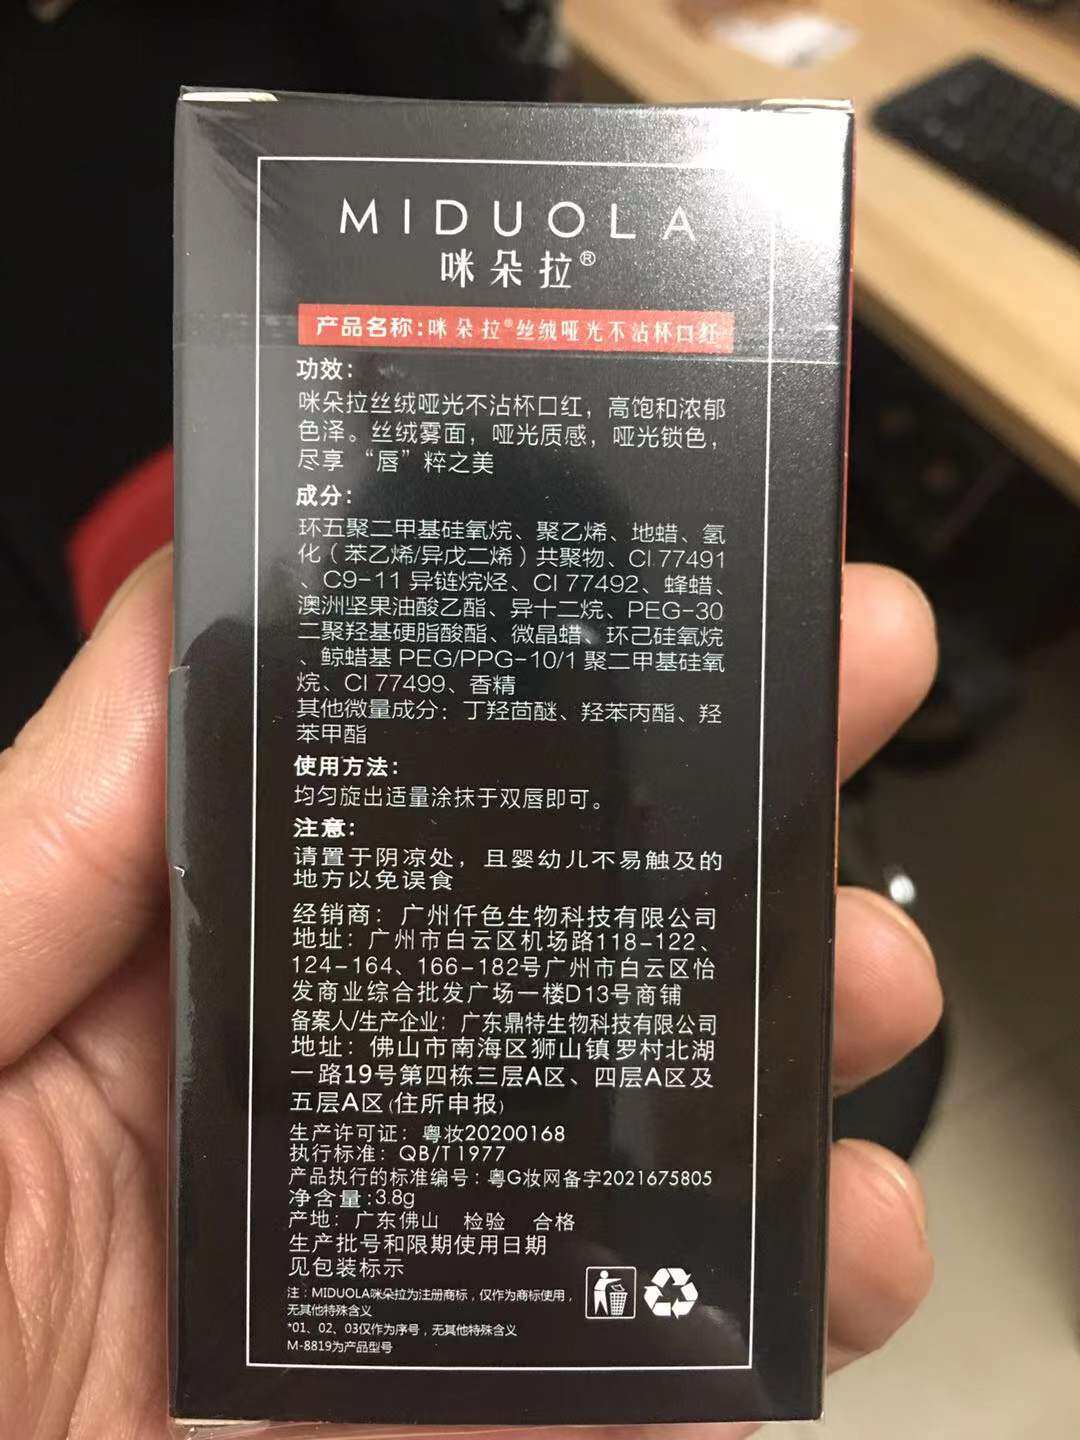 MIDUOLA
咪朵拉®
产品名称:咪朵拉®丝绒哑光不沾杯口红
功效：
咪朵拉丝绒哑光不沾杯口红，高饱和浓郁
色泽。丝绒雾面，哑光质感，哑光锁色，
尽享“唇”粹之美
成分：
环五聚二甲基硅氧烷、聚乙烯、地蜡、氢
化（苯乙烯/异戊二烯）共聚物、CI 77491
、C9-11 异链烷烃、CI 77492、蜂蜡、
澳洲坚果油酸乙酯、异十二烷、PEG-30
二聚羟基硬脂酸酯、微晶蜡、环己硅氧烷
、鲸蜡基 PEG/PPG-10/1 聚二甲基硅氧
烷、CI 77499、香精
其他微量成分：丁羟茴醚、羟苯丙酯、羟
苯甲酯
使用方法：
均匀旋出适量涂抹于双唇即可。
注意：
请置于阴凉处，且婴幼儿不易触及的
地方以免误食
经销商：广州仟色生物科技有限公司
地址：广州市白云区机场路118-122、
124-164、166-182号广州市白云区怡
发商业综合批发广场一楼D13号商铺
备案人/生产企业：广东鼎特生物科技有限公司
地址：佛山市南海区狮山镇罗村北湖
一路19号第四栋三层A区、四层A区及
五层A区(住所申报)
生产许可证：粤妆20200168
执行标准：QB/T1977
产品执行的标准编号：粤G妆网备字2021675805
净含量:3.8g
产地：广东佛山 检验 合格
生产批号和限期使用日期
见包装标示
注：MIDUOLA咪朵拉为注册商标，仅作为商标使用，
无其他特殊含义
*01、02、03仅作为序号，无其他特殊含义
M-8819为产品型号